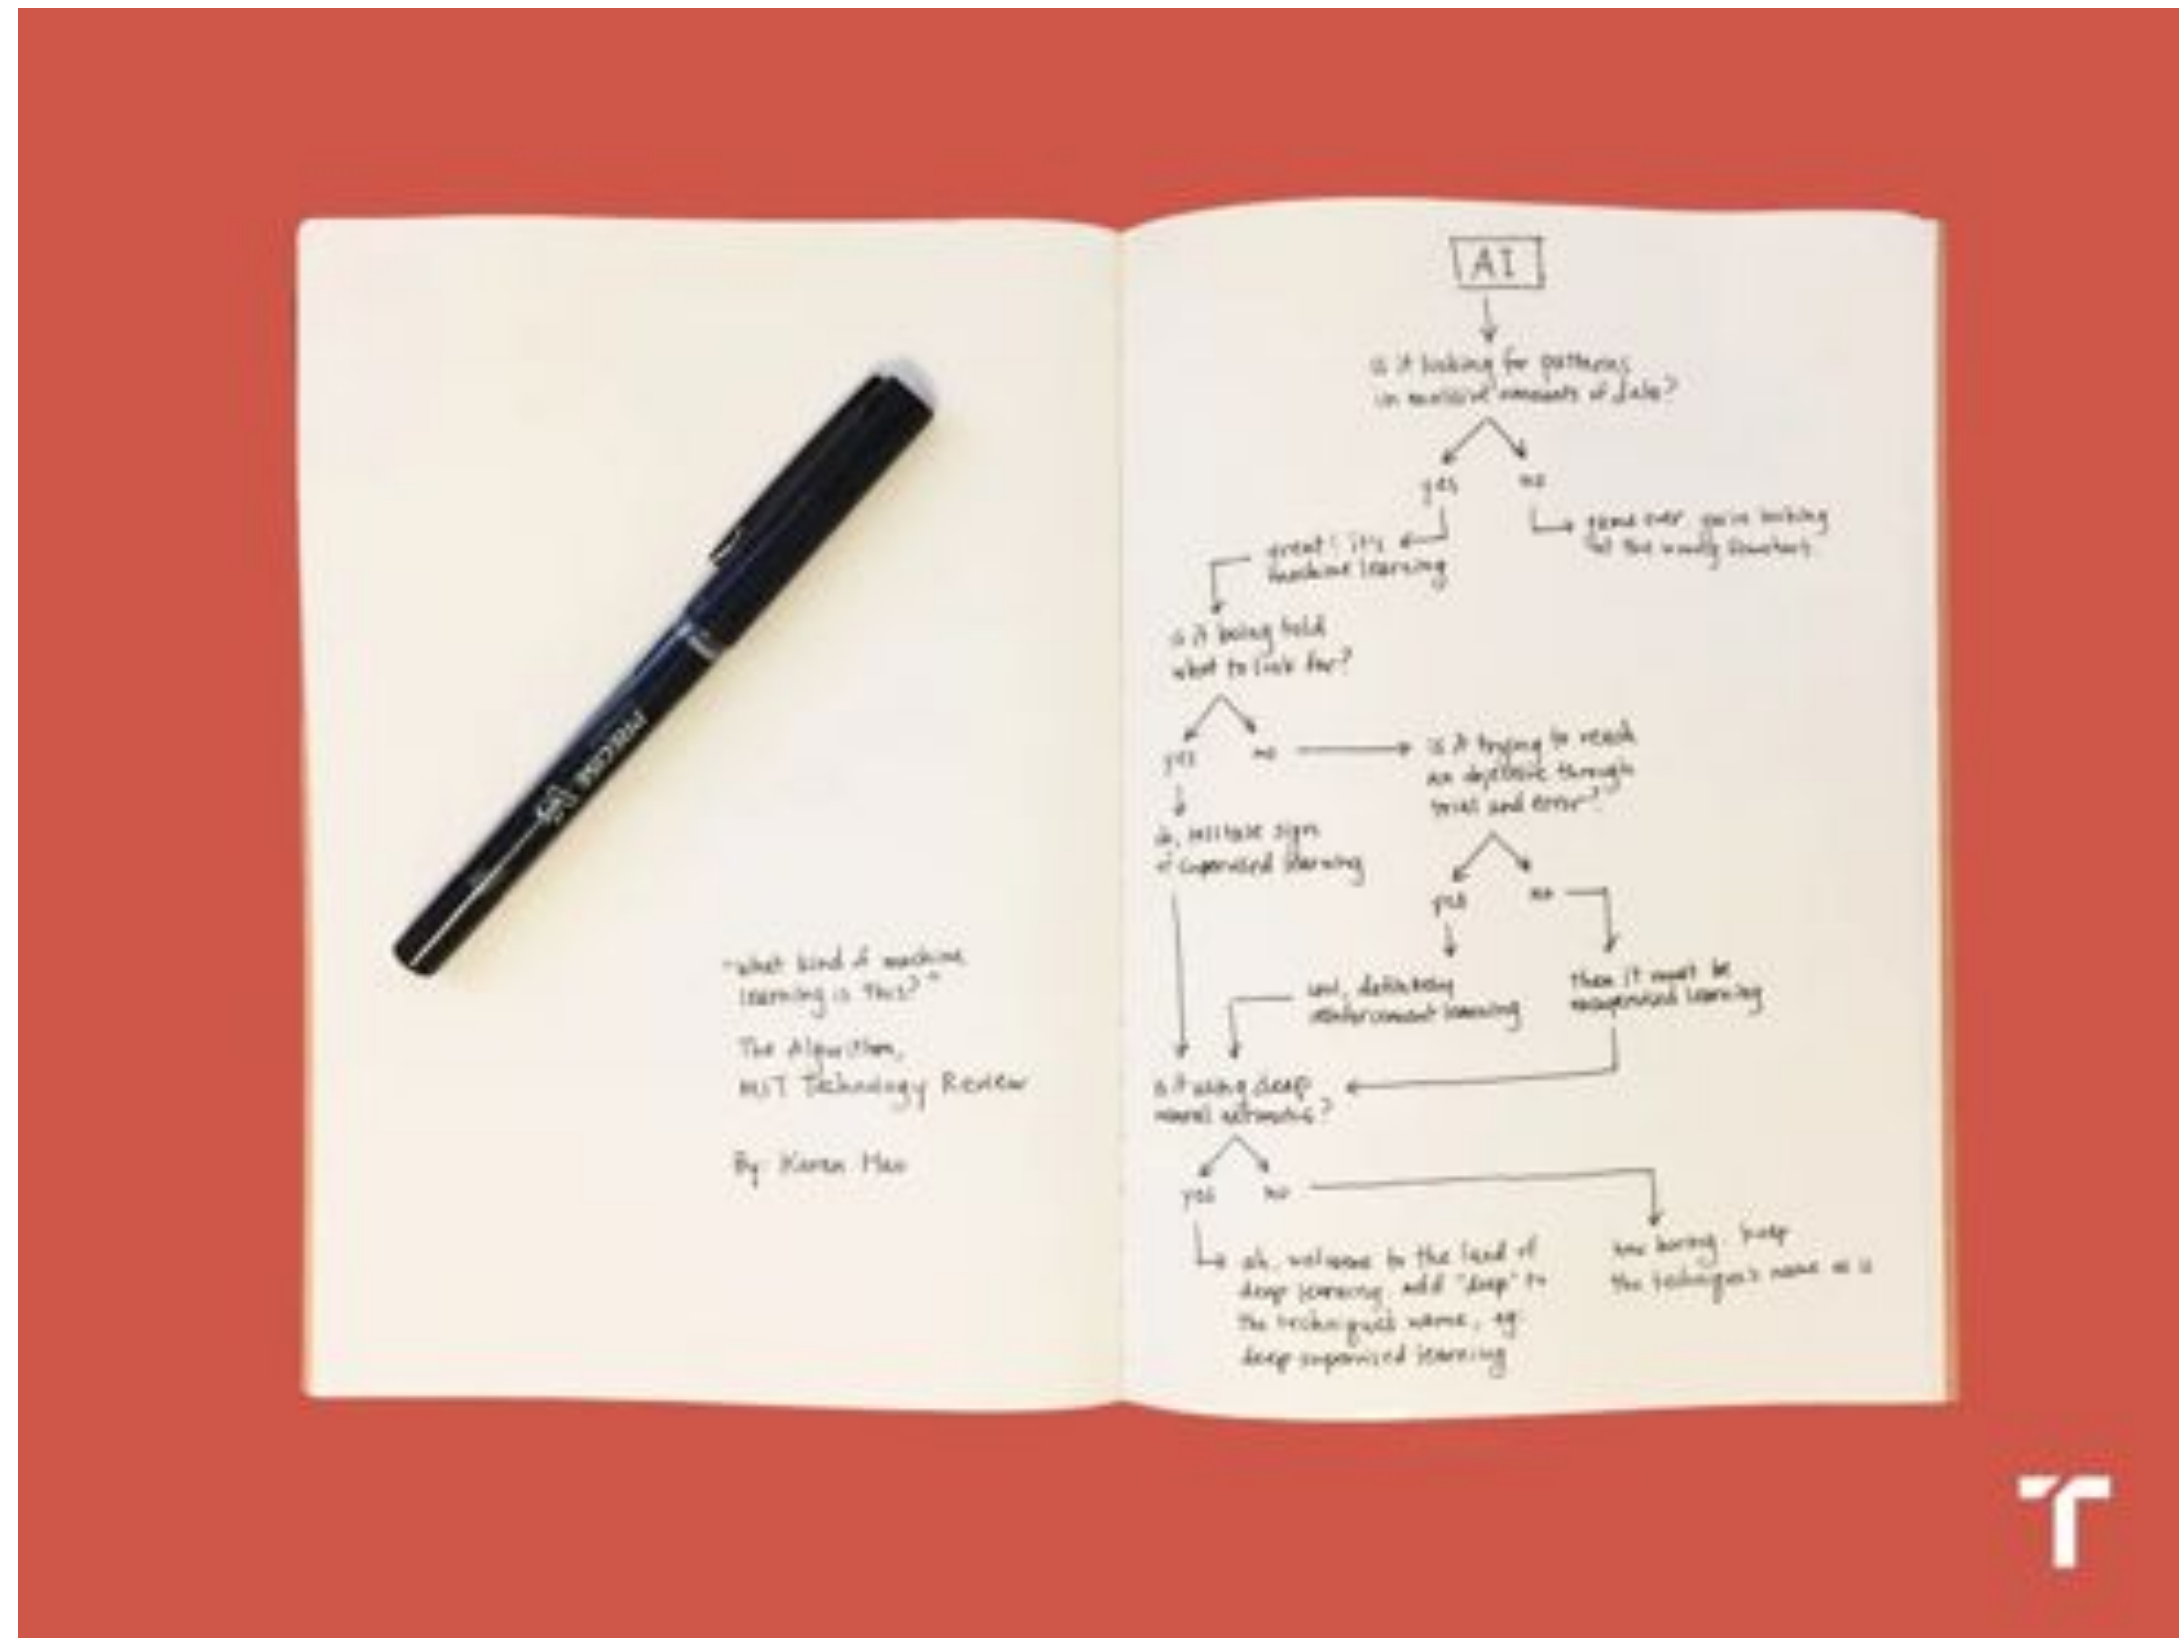 PRECISE V5
"what kind of machine
learning is this?"
The Algorithm,
MIT Technology Review
By: Karen Hao
AI
is it looking for patterns
in massive amounts of data?
yes
no
great! it's
machine learning
game over you're looking
at the wrong flowchart
is it being told
what to look for?
yes
no
is it trying to reach
an objective through
trial and error?
telltale sign
of supervised learning
yes
no
definitely
reinforcement learning
then it must be
unsupervised learning
is it using deep
neural networks?
yes
no
ah, welcome to the land of
deep learning add "deep" to
the technique's name, eg
deep supervised learning
boring keep
the technique's name as is